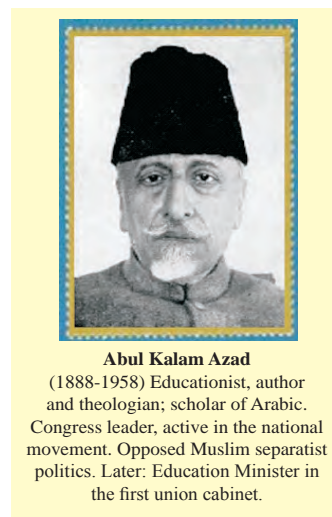 Abul Kalam Azad
(1888-1958) Educationist, author
and theologian; scholar of Arabic.
Congress leader, active in the national
movement. Opposed Muslim separatist
politics. Later: Education Minister in
the first union cabinet.